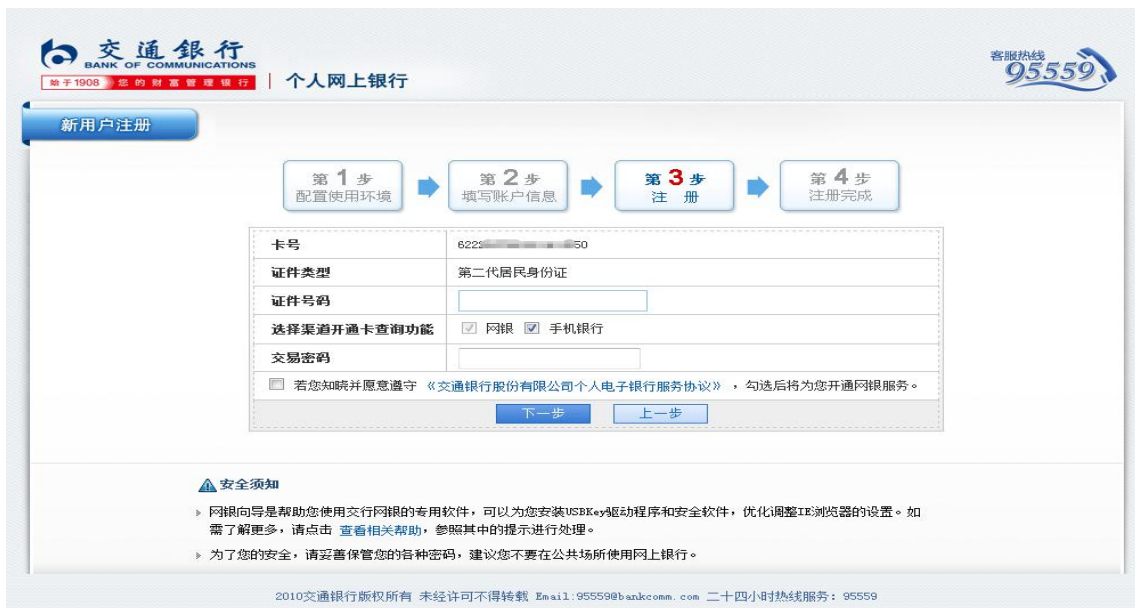 交通銀行
BANK OF COMMUNICATIONS
始于1908 您的财富管理银行
个人网上银行
客服热线
95559
新用户注册
第1步
配置使用环境
第2步
填写账户信息
第3步
注 册
第4步
注册完成
卡号 622 50
证件类型 第二代居民身份证
证件号码
选择渠道开通卡查询功能 网银 手机银行
交易密码
若您知晓并愿意遵守 《交通银行股份有限公司个人电子银行服务协议》 ,勾选后将为您开通网银服务。
下一步 上一步
安全须知
网银向导是帮助您使用交行网银的专用软件,可以为您安装USBKey驱动程序和安全软件,优化调整IE浏览器的设置。如
需了解更多,请点击 查看相关帮助,参照其中的提示进行处理。
为了您的安全,请妥善保管您的各种密码,建议您不要在公共场所使用网上银行。
2010交通银行版权所有 未经许可不得转载 Email:95559@bankcomm.com 二十四小时热线服务: 95559